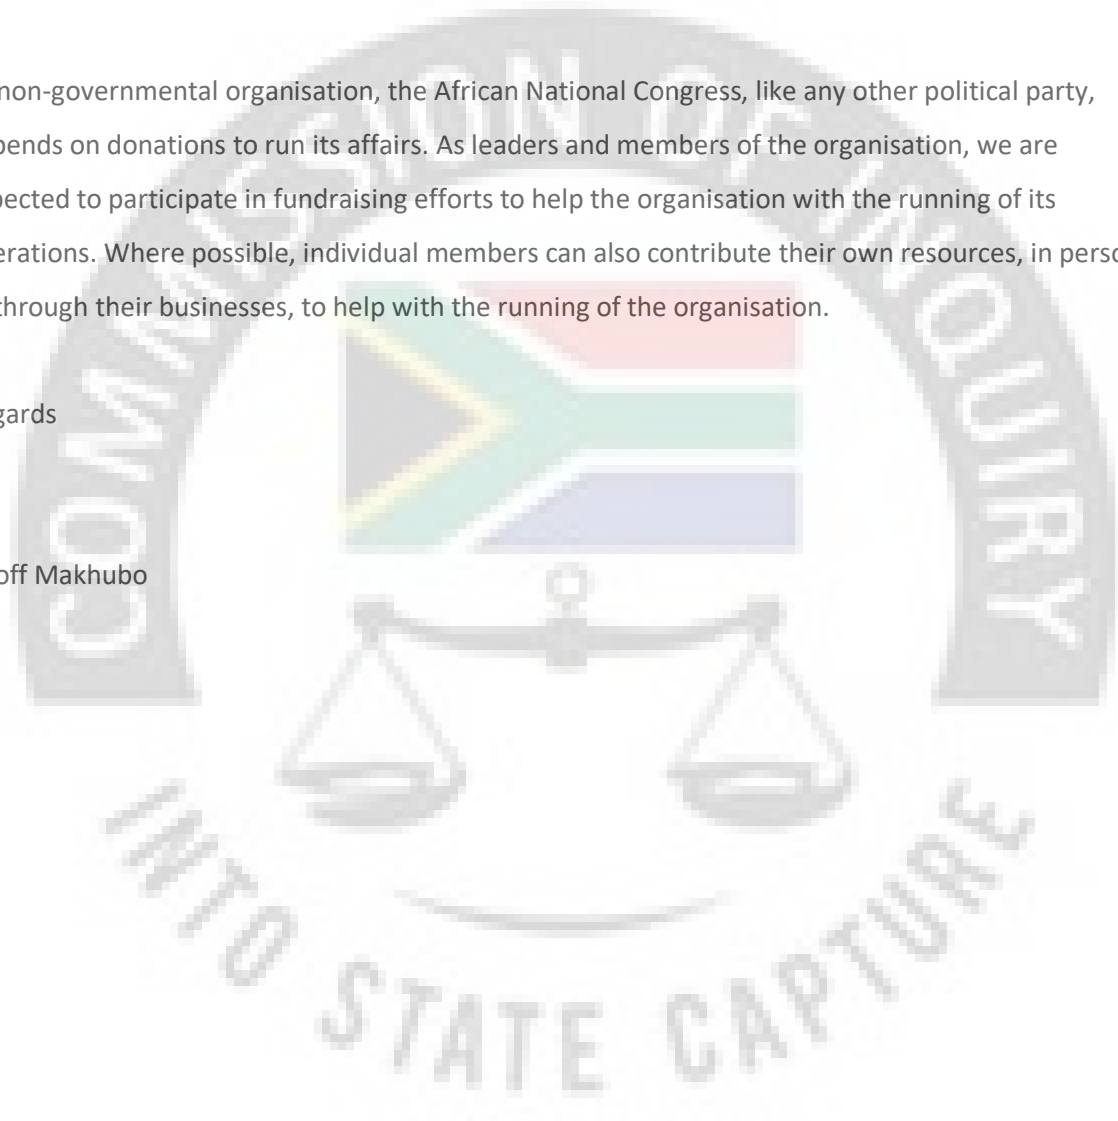 non-governmental organisation, the African National Congress, like any other political party,
pends on donations to run its affairs. As leaders and members of the organisation, we are
pected to participate in fundraising efforts to help the organisation with the running of its
erations. Where possible, individual members can also contribute their own resources, in perso
through their businesses, to help with the running of the organisation.
gards
off Makhubo
COMMISSION OF INQUIRY
INTO STATE CAPTURE